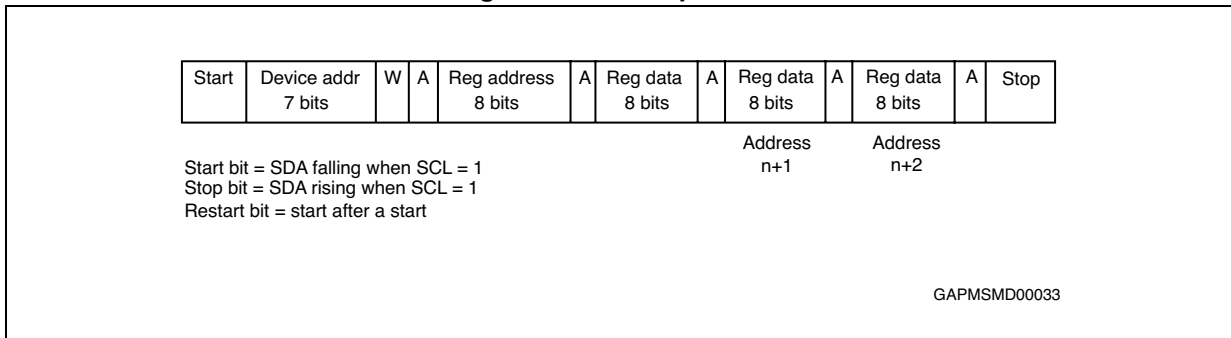 Start Device addr W A Reg address A Reg data A Reg data A Reg data A Stop
7 bits 8 bits 8 bits 8 bits 8 bits
Address Address
n+1 n+2
Start bit = SDA falling when SCL = 1
Stop bit = SDA rising when SCL = 1
Restart bit = start after a start
GAPMSMD00033